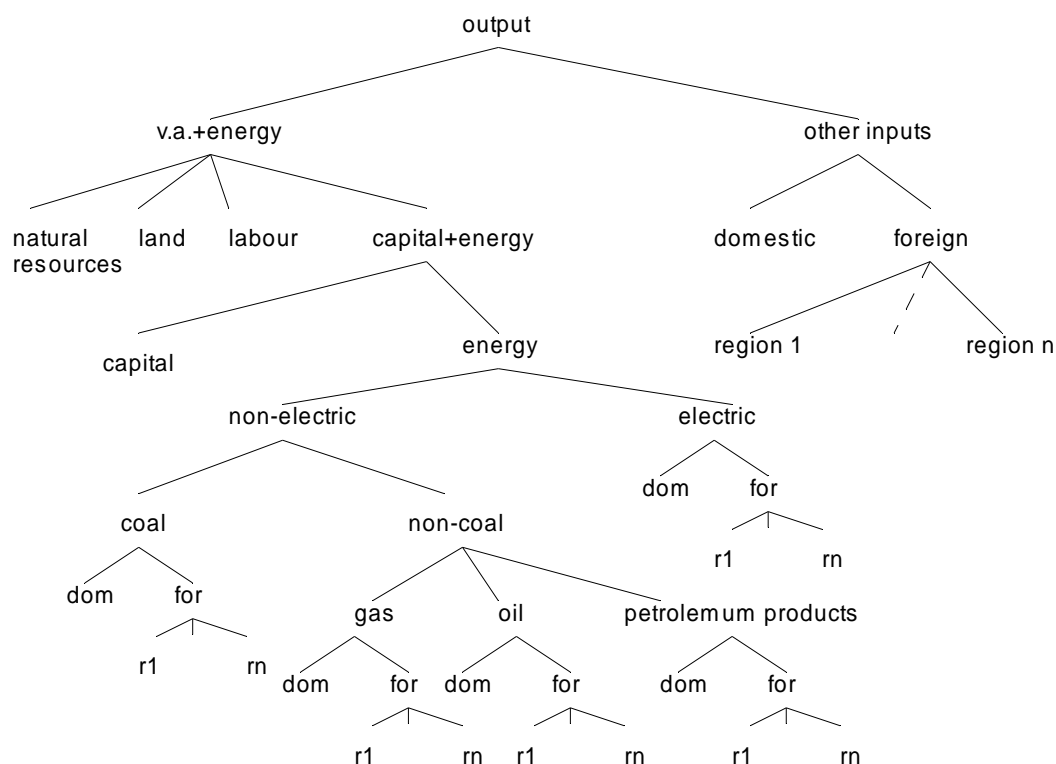 output
v.a.+energy
other inputs
natural
resources
land
labour
capital+energy
domestic
foreign
capital
energy
region 1
region n
non-electric
electric
dom
for
coal
non-coal
r1
rn
dom
for
gas
oil
petrolemum products
r1
rn
dom
for
dom
for
dom
for
r1
rn
r1
rn
r1
rn